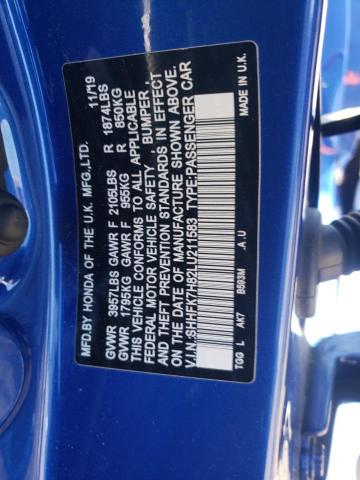 MFD.BY HONDA OF THE U.K. MFG.,LTD. 11/19
GVWR 3957LBS GAWR F 2105LBS R 1874LBS
GVWR 1795KG GAWR F 955KG R 850KG
THIS VEHICLE CONFORMS TO ALL APPLICABLE
FEDERAL MOTOR VEHICLE SAFETY, BUMPER,
AND THEFT PREVENTION STANDARDS IN EFFECT
ON THE DATE OF MANUFACTURE SHOWN ABOVE.
V.I.N.:SHHFK7H82LU211583 TYPE:PASSENGER CAR
MADE IN U.K.
.A.U
TGG L AK7 B593M